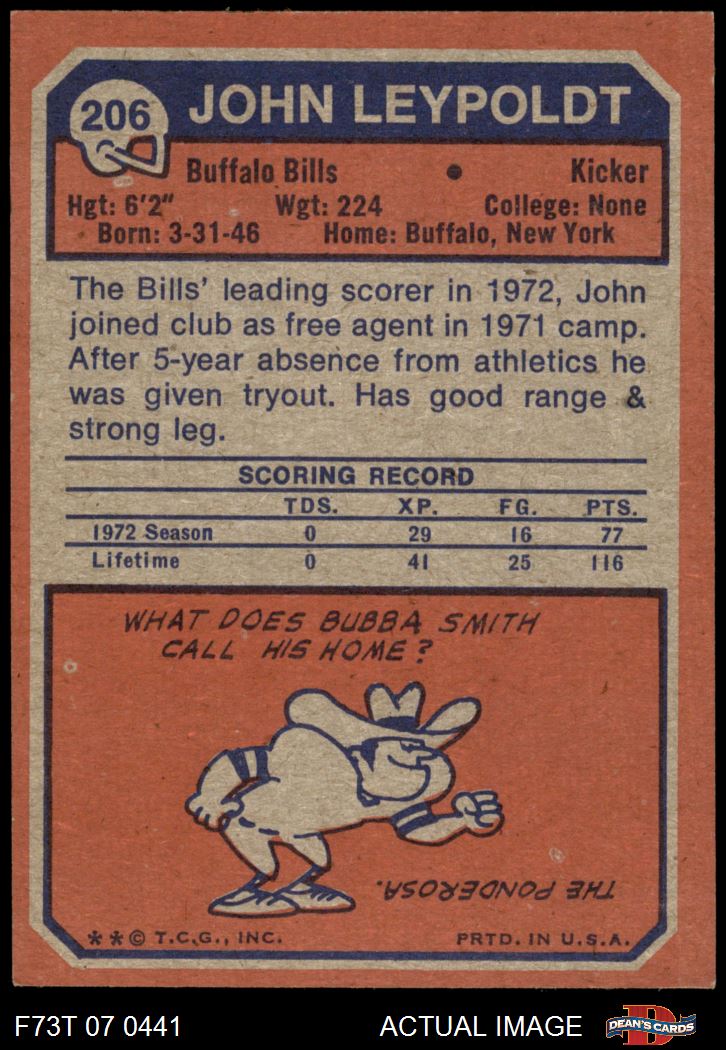 206
JOHN LEYPOLDT
Buffalo Bills • Kicker
Hgt: 6'2" Wgt: 224 College: None
Born: 3-31-46 Home: Buffalo, New York
The Bills' leading scorer in 1972, John
joined club as free agent in 1971 camp.
After 5-year absence from athletics he
was given tryout. Has good range &
strong leg.
SCORING RECORD
TDS. XP. FG. PTS.
1972 Season 0 29 16 77
Lifetime 0 41 25 116
WHAT DOES BUBBA SMITH
CALL HIS HOME?
THE PONDEROSA.
** © T.C.G., INC. PRTD. IN U.S.A.
F73T 07 0441 ACTUAL IMAGE D DEAN'S CARDS